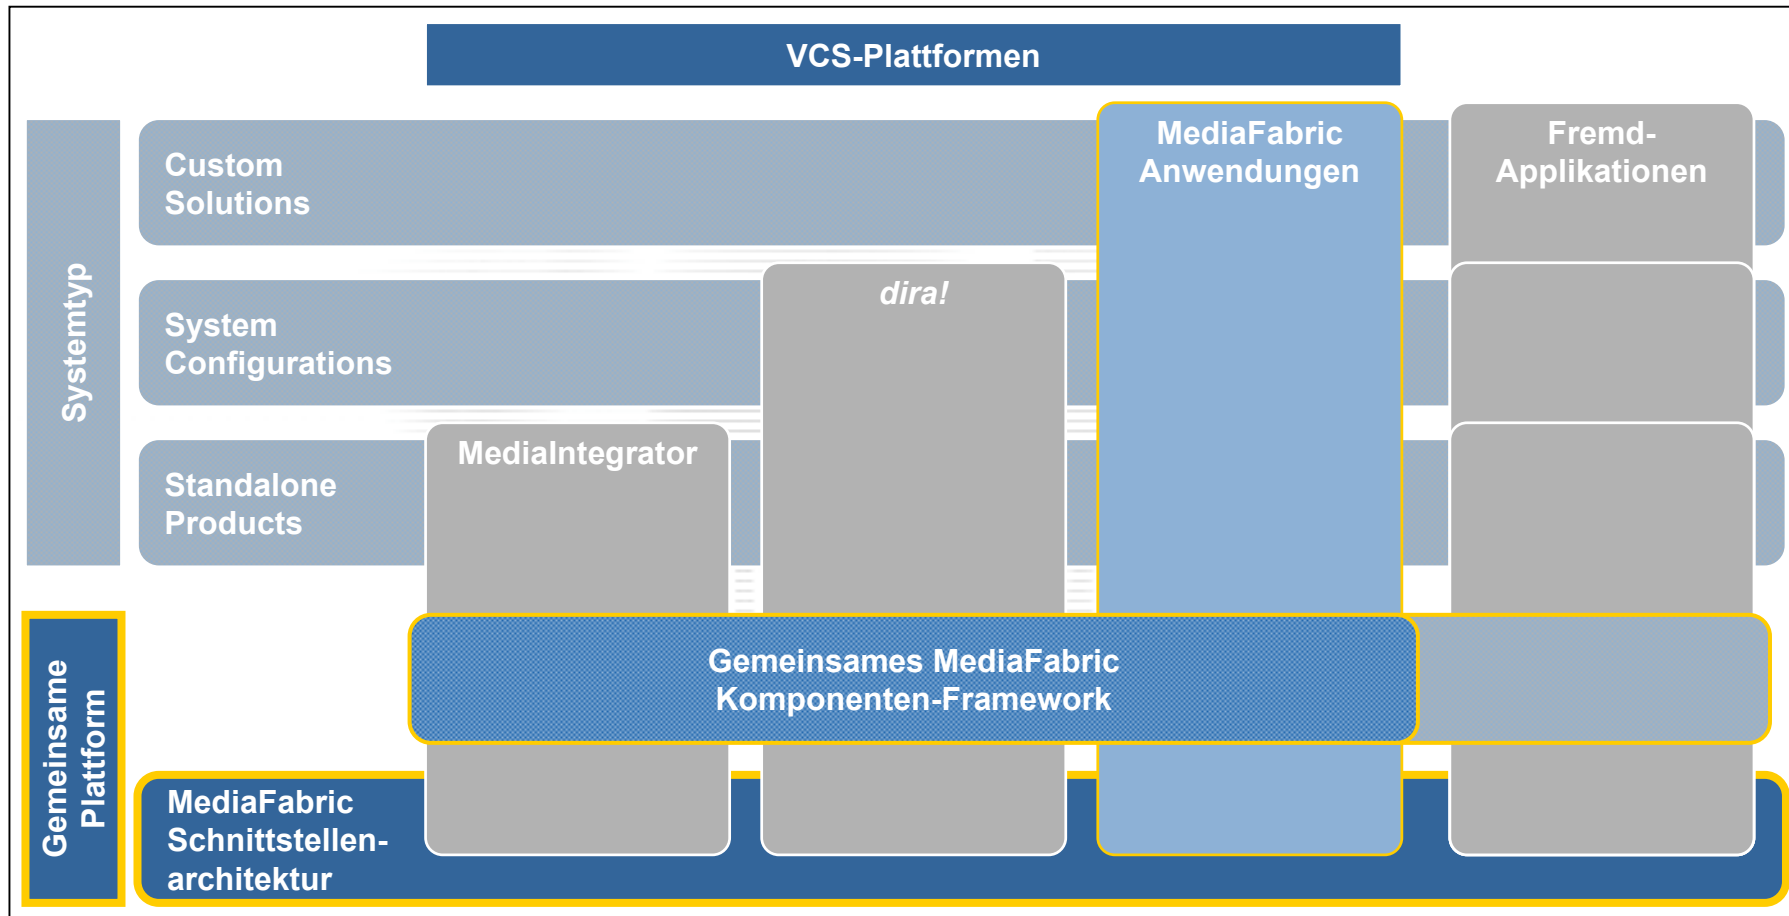 VCS-Plattformen
MediaFabric
Anwendungen
Fremd-
Applikationen
Systemtyp
Custom
Solutions
dira!
System
Configurations
MediaIntegrator
Standalone
Products
Gemeinsame
Plattform
Gemeinsames MediaFabric
Komponenten-Framework
MediaFabric
Schnittstellen-
architektur